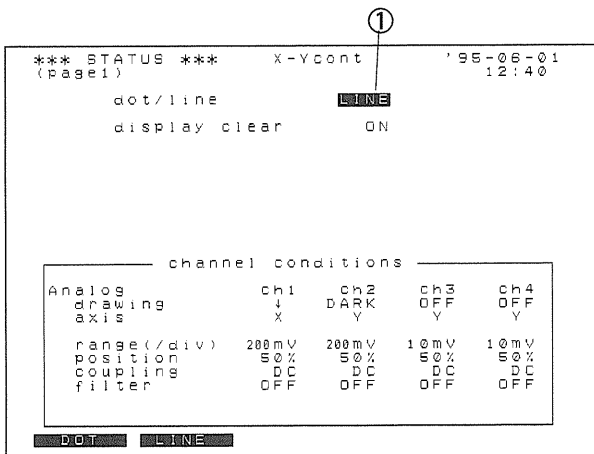 ①
*** STATUS *** X-Ycont '95-06-01
(page1) 12:40
dot/line LINE
display clear ON
channel conditions
Analog Ch1 Ch2 Ch3 Ch4
drawing ↓ DARK OFF OFF
axis X Y Y Y
range(/div) 200mV 200mV 10mV 10mV
position 50% 50% 50% 50%
coupling DC DC DC DC
filter OFF OFF OFF OFF
DOT LINE